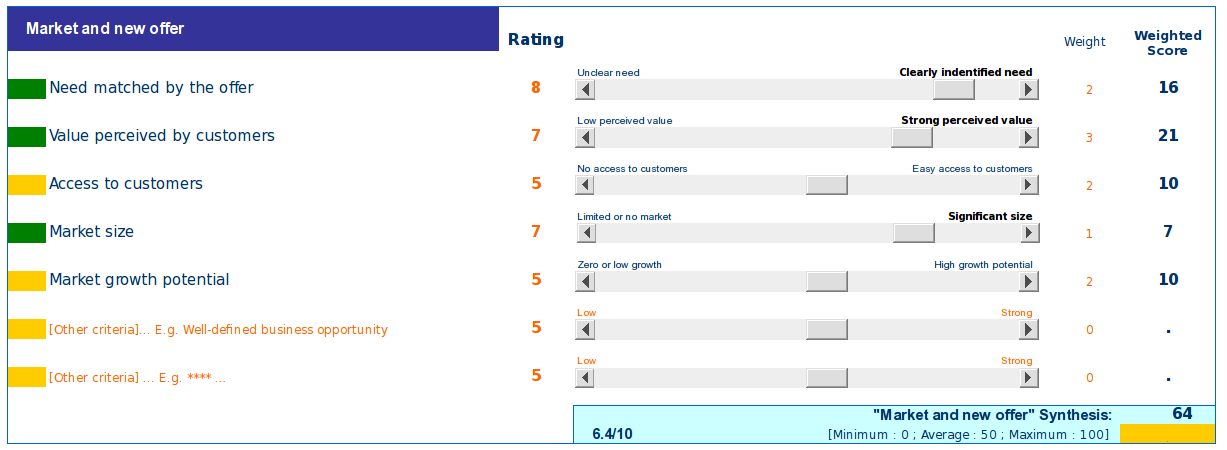 Market and new offer
Rating
Weight
Weighted
Score
Unclear need
Clearly indentified need
Need matched by the offer
8
2
16
Low perceived value
Strong perceived value
Value perceived by customers
7
3
21
No access to customers
Easy access to customers
Access to customers
5
2
10
Limited or no market
Significant size
Market size
7
1
7
Zero or low growth
High growth potential
Market growth potential
5
2
10
Low
Strong
[Other criteria]... E.g. Well-defined business opportunity
5
0
.
Low
Strong
[Other criteria] ... E.g. **** ...
5
0
.
"Market and new offer" Synthesis:
64
6.4/10
[Minimum : 0 ; Average : 50 ; Maximum : 100]